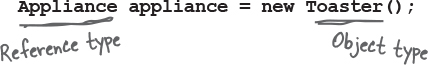 Appliance appliance = new Toaster();
Reference type
Object type